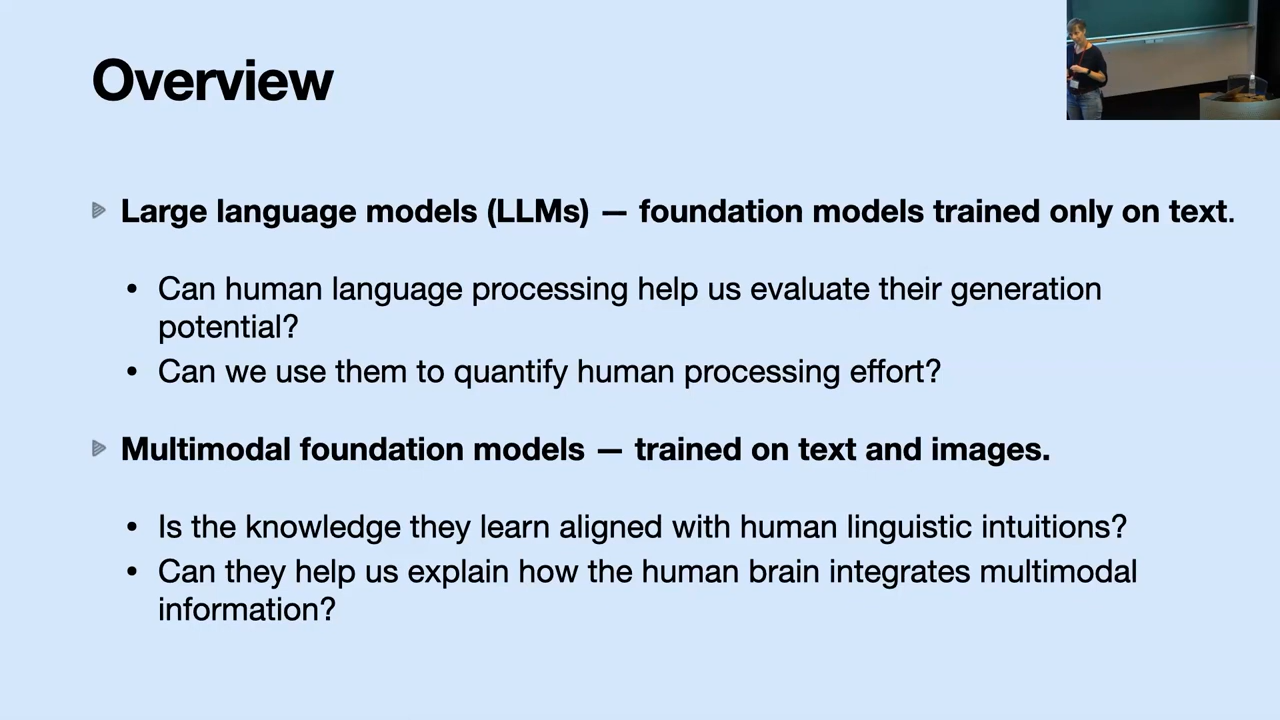 Overview
Large language models (LLMs) — foundation models trained only on text.
• Can human language processing help us evaluate their generation
potential?
• Can we use them to quantify human processing effort?
Multimodal foundation models — trained on text and images.
• Is the knowledge they learn aligned with human linguistic intuitions?
• Can they help us explain how the human brain integrates multimodal
information?